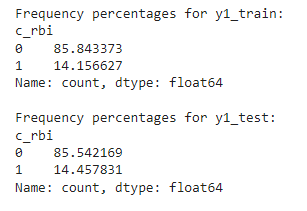 Frequency percentages for y1_train:
c_rbi
0    85.843373
1    14.156627
Name: count, dtype: float64

Frequency percentages for y1_test:
c_rbi
0    85.542169
1    14.457831
Name: count, dtype: float64